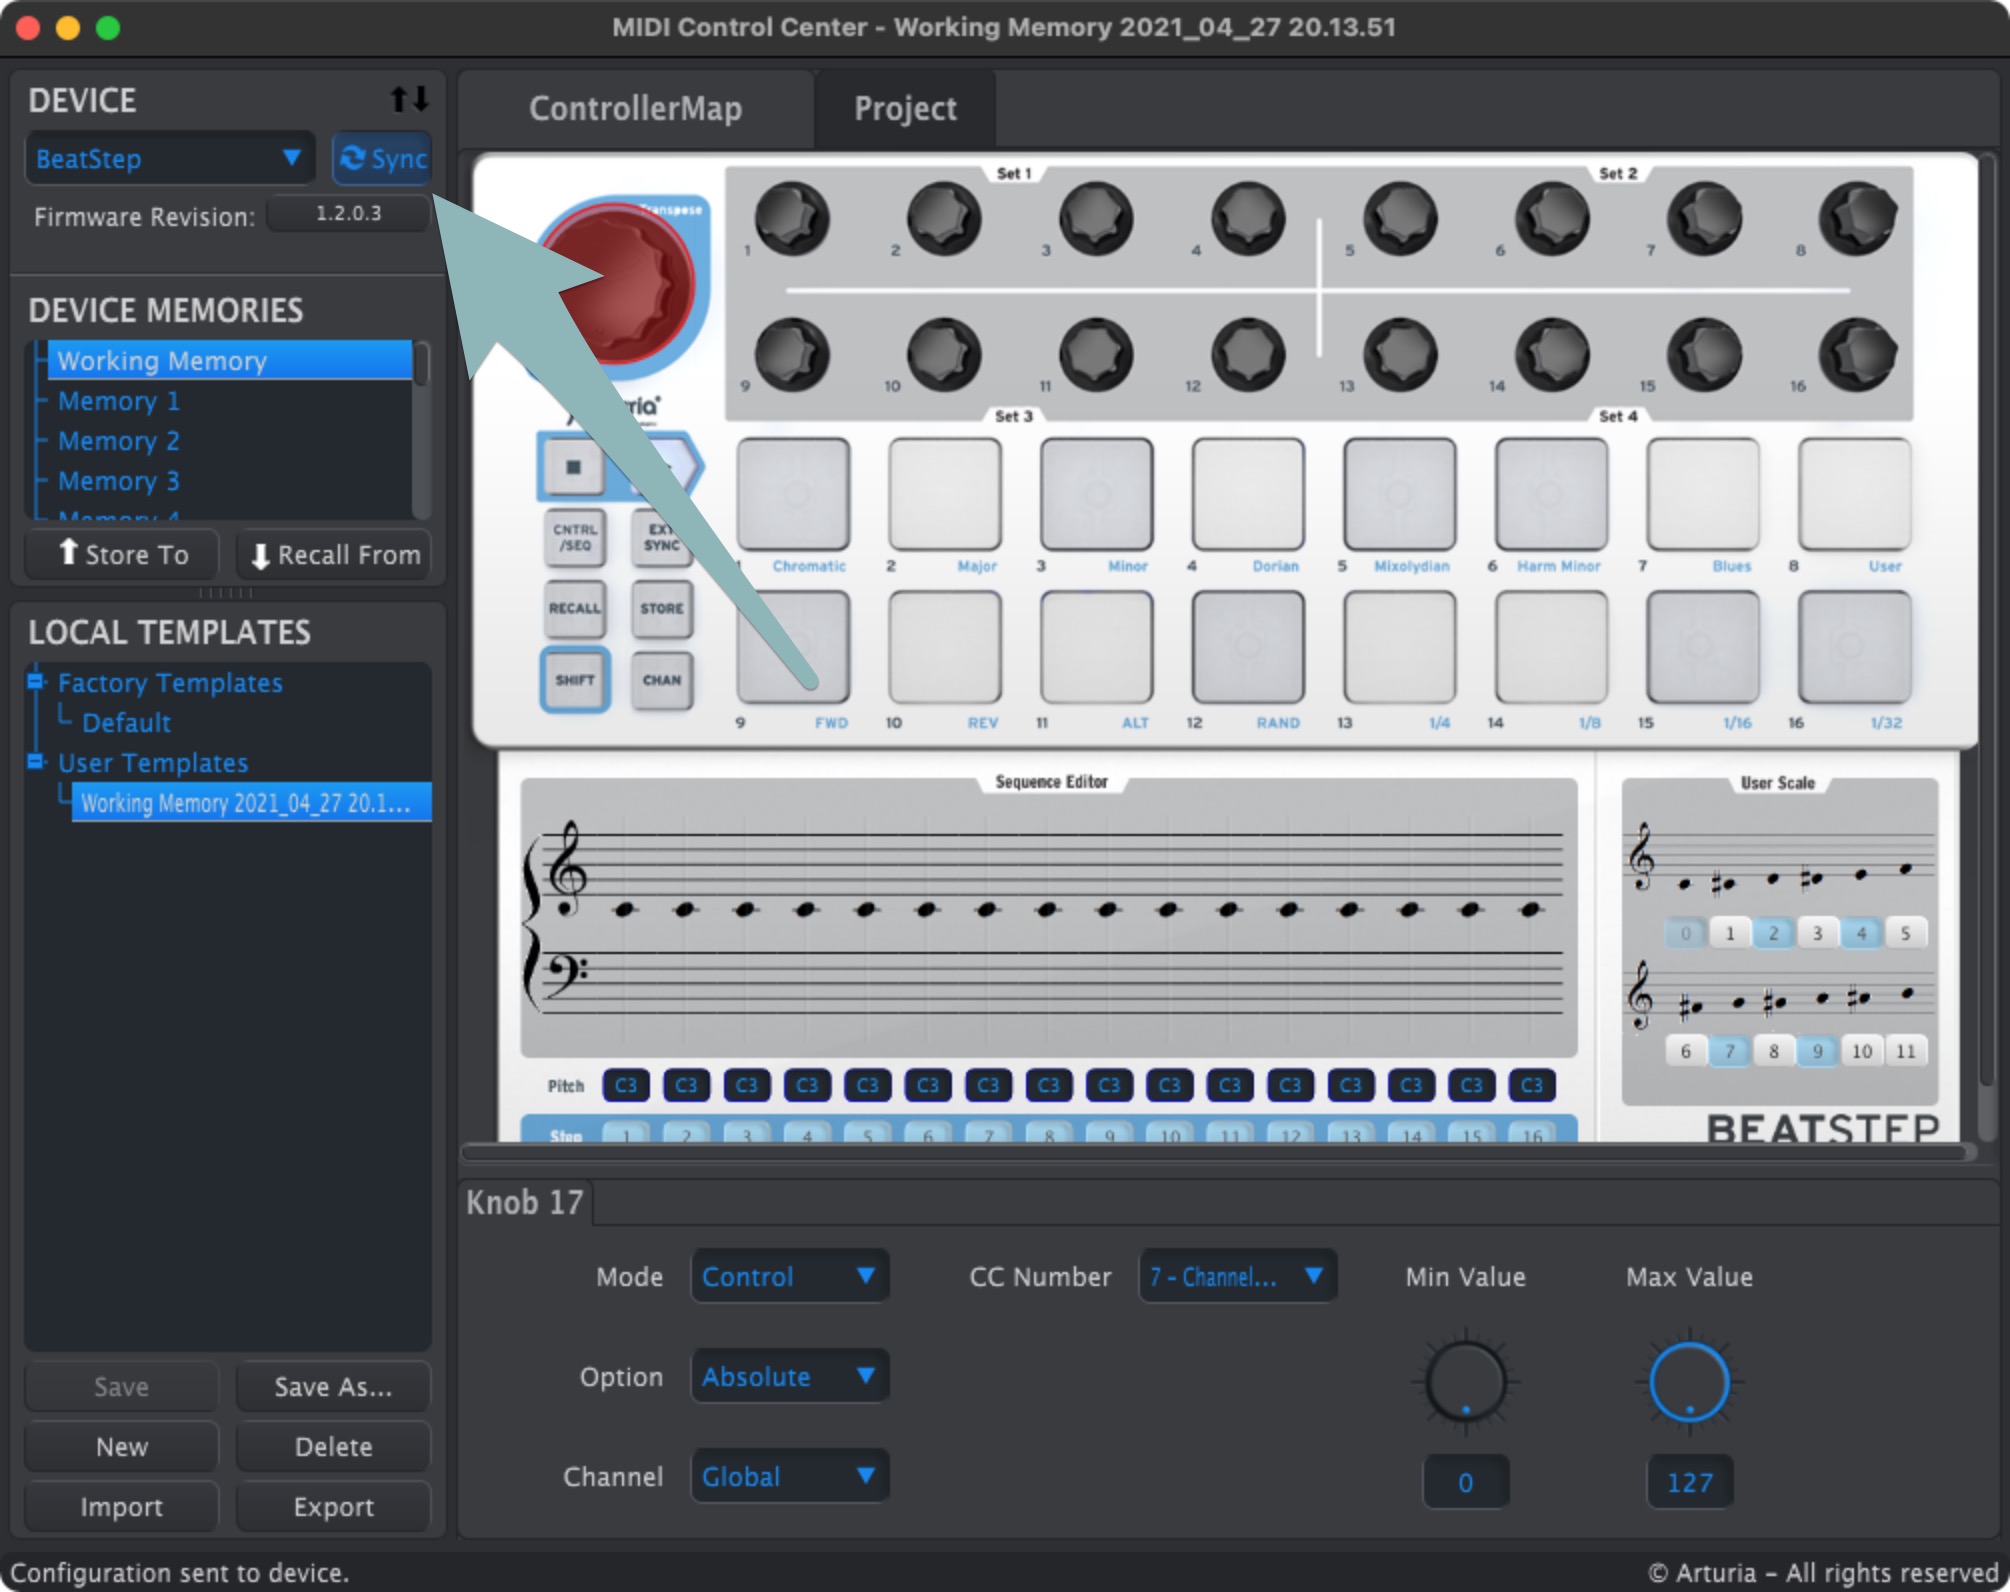 MIDI Control Center - Working Memory 2021_04_27 20.13.51
DEVICE
BeatStep
Sync
Firmware Revision:
1.2.0.3
DEVICE MEMORIES
Working Memory
Memory 1
Memory 2
Memory 3
Memory 4
Store To
Recall From
LOCAL TEMPLATES
Factory Templates
Default
User Templates
Working Memory 2021_04_27 20.1...
Save
Save As...
New
Delete
Import
Export
ControllerMap
Project
Transpose
Set 1
Set 2
1 2 3 4 5 6 7 8
9 10 11 12 13 14 15 16
Set 3
Set 4
CNTRL /SEQ
EXT SYNC
RECALL
STORE
SHIFT
CHAN
1 Chromatic 2 Major 3 Minor 4 Dorian 5 Mixolydian 6 Harm Minor 7 Blues 8 User
9 FWD 10 REV 11 ALT 12 RAND 13 1/4 14 1/8 15 1/16 16 1/32
Sequence Editor
Pitch C3 C3 C3 C3 C3 C3 C3 C3 C3 C3 C3 C3 C3 C3 C3 C3
Step 1 2 3 4 5 6 7 8 9 10 11 12 13 14 15 16
User Scale
0 1 2 3 4 5
6 7 8 9 10 11
BEATSTEP
Knob 17
Mode
Control
CC Number
7 - Channel...
Min Value
Max Value
Option
Absolute
Channel
Global
0
127
Configuration sent to device.
© Arturia - All rights reserved